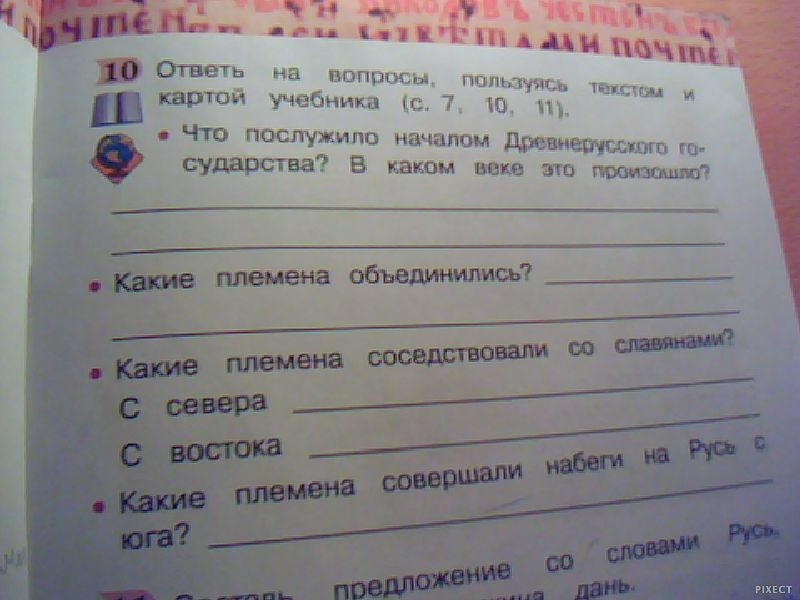 ПОЧТЕН
10 Ответь на вопросы, пользуясь текстом и
картой учебника (с. 7, 10, 11).
• Что послужило началом Древнерусского го-
сударства? В каком веке это произошло?
• Какие племена объединились?
• Какие племена соседствовали со славянами?
С севера
С востока
• Какие племена совершали набеги на Русь с
юга?
предложение со словами Русь,
дань.
PIXECT